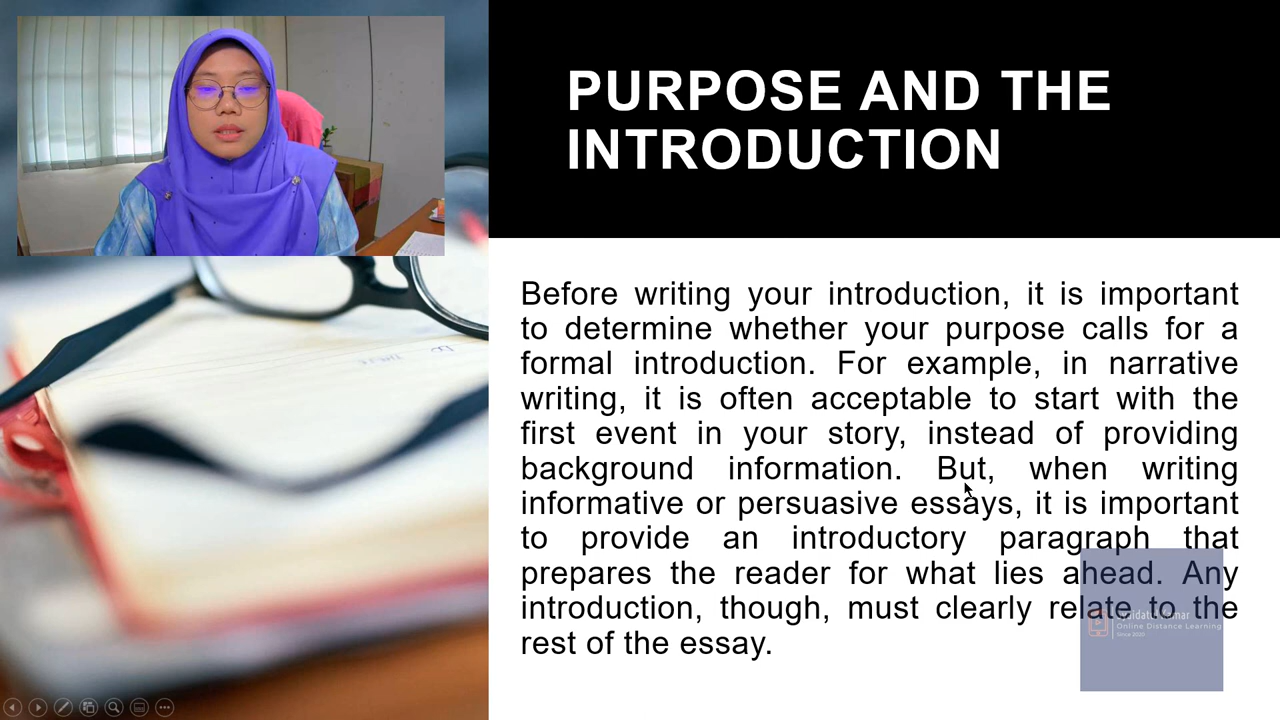 PURPOSE AND THE
INTRODUCTION
Before writing your introduction, it is important
to determine whether your purpose calls for a
formal introduction. For example, in narrative
writing, it is often acceptable to start with the
first event in your story, instead of providing
background information. But, when writing
informative or persuasive essays, it is important
to provide an introductory paragraph that
prepares the reader for what lies ahead. Any
introduction, though, must clearly relate to the
rest of the essay.
Online Distance Learning
Since 2020